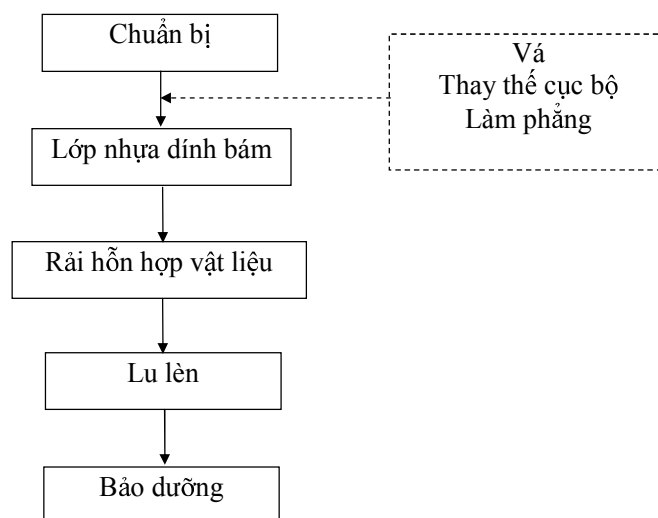 Chuẩn bị
Vá
Thay thế cục bộ
Làm phẳng
Lớp nhựa dính bám
Rải hỗn hợp vật liệu
Lu lèn
Bảo dưỡng